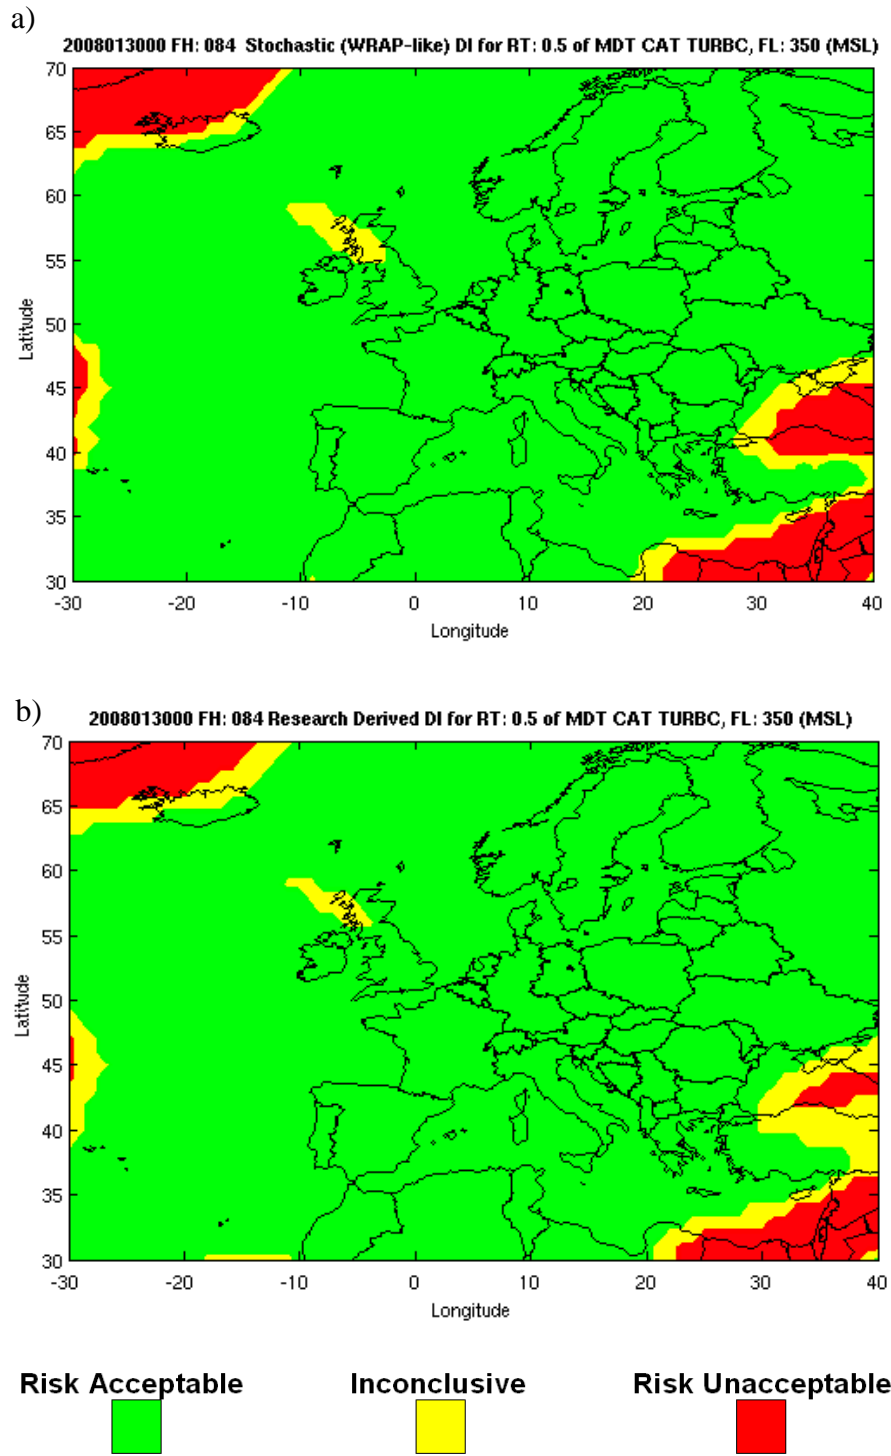 a)
2008013000 FH: 084 Stochastic (WRAP-like) DI for RT: 0.5 of MDT CAT TURBC, FL: 350 (MSL)
70
65
60
55
50
45
40
35
30
Latitude
-30 -20 -10 0 10 20 30 40
Longitude
b)
2008013000 FH: 084 Research Derived DI for RT: 0.5 of MDT CAT TURBC, FL: 350 (MSL)
70
65
60
55
50
45
40
35
30
Latitude
-30 -20 -10 0 10 20 30 40
Longitude
Risk Acceptable Inconclusive Risk Unacceptable